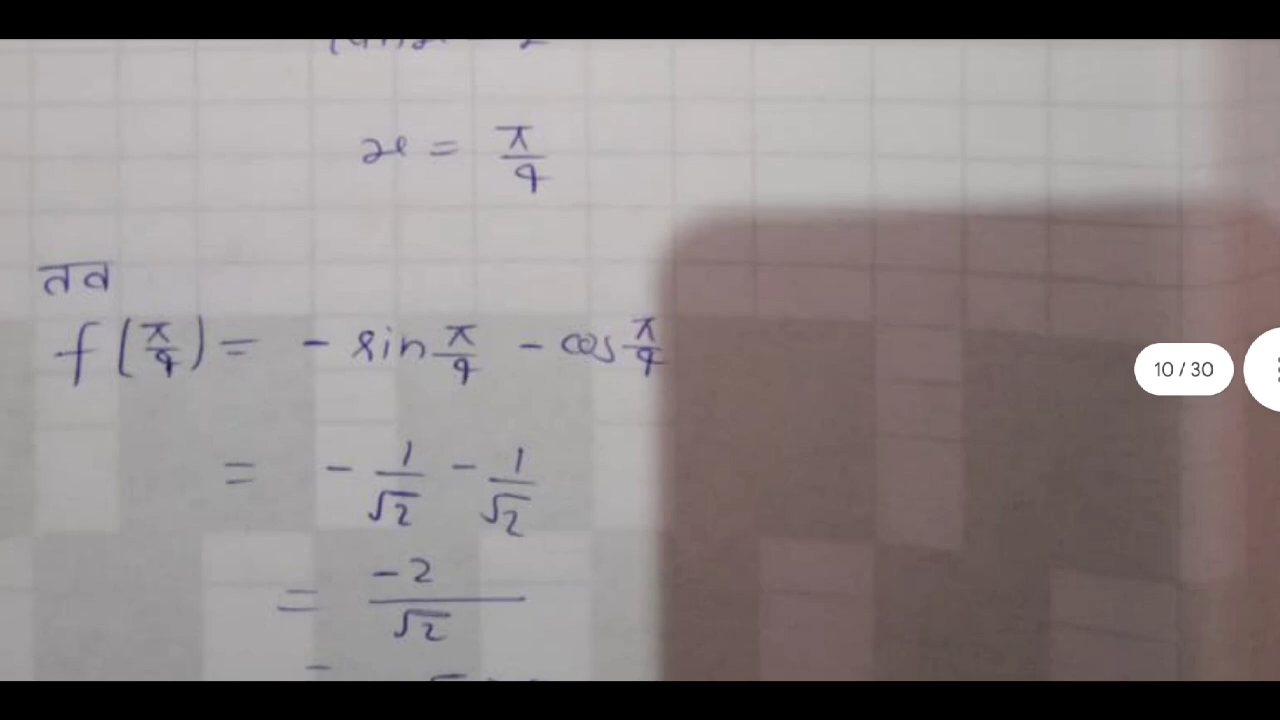 x = π/4
तब
f(π/4) = - sin π/4 - cos π/4
= - 1/√2 - 1/√2
= -2/√2
10 / 30